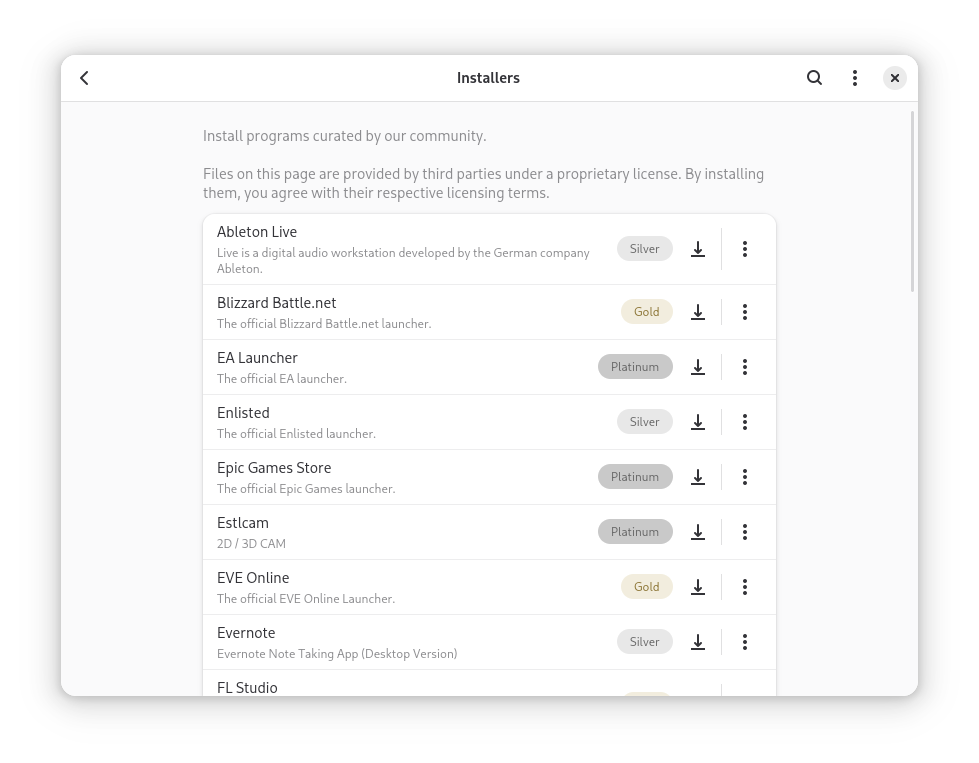 Installers
Install programs curated by our community.
Files on this page are provided by third parties under a proprietary license. By installing
them, you agree with their respective licensing terms.
Ableton Live
Live is a digital audio workstation developed by the German company
Ableton.
Silver
Blizzard Battle.net
The official Blizzard Battle.net launcher.
Gold
EA Launcher
The official EA launcher.
Platinum
Enlisted
The official Enlisted launcher.
Silver
Epic Games Store
The official Epic Games launcher.
Platinum
Estlcam
2D / 3D CAM
Platinum
EVE Online
The official EVE Online Launcher.
Gold
Evernote
Evernote Note Taking App (Desktop Version)
Silver
FL Studio